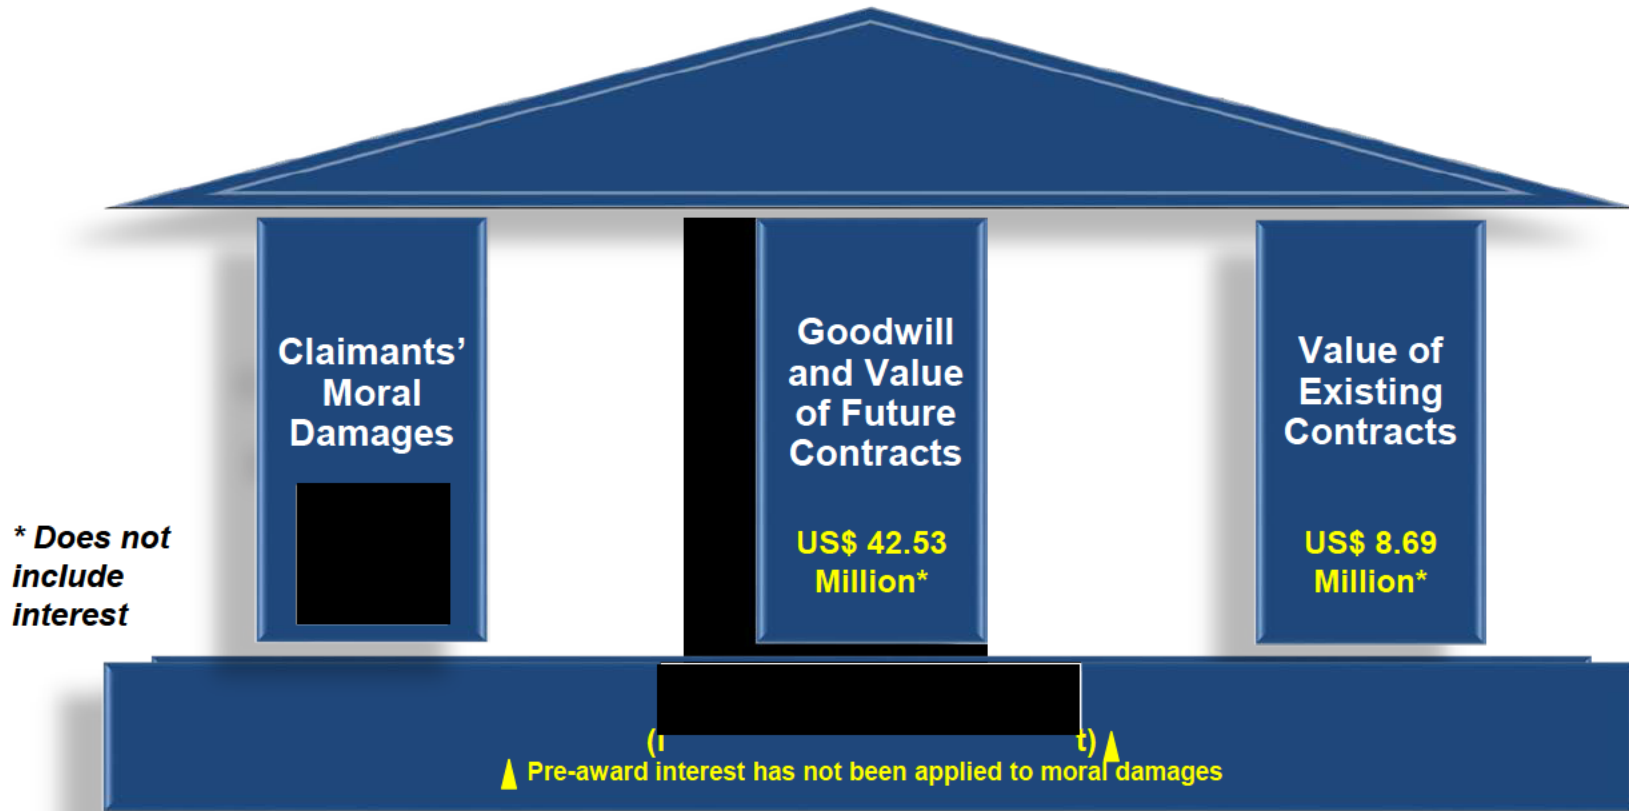 Claimants’
Moral
Damages
Goodwill
and Value
of Future
Contracts
US$ 42.53
Million*
Value of
Existing
Contracts
US$ 8.69
Million*
* Does not
include
interest
t)
Pre-award interest has not been applied to moral damages